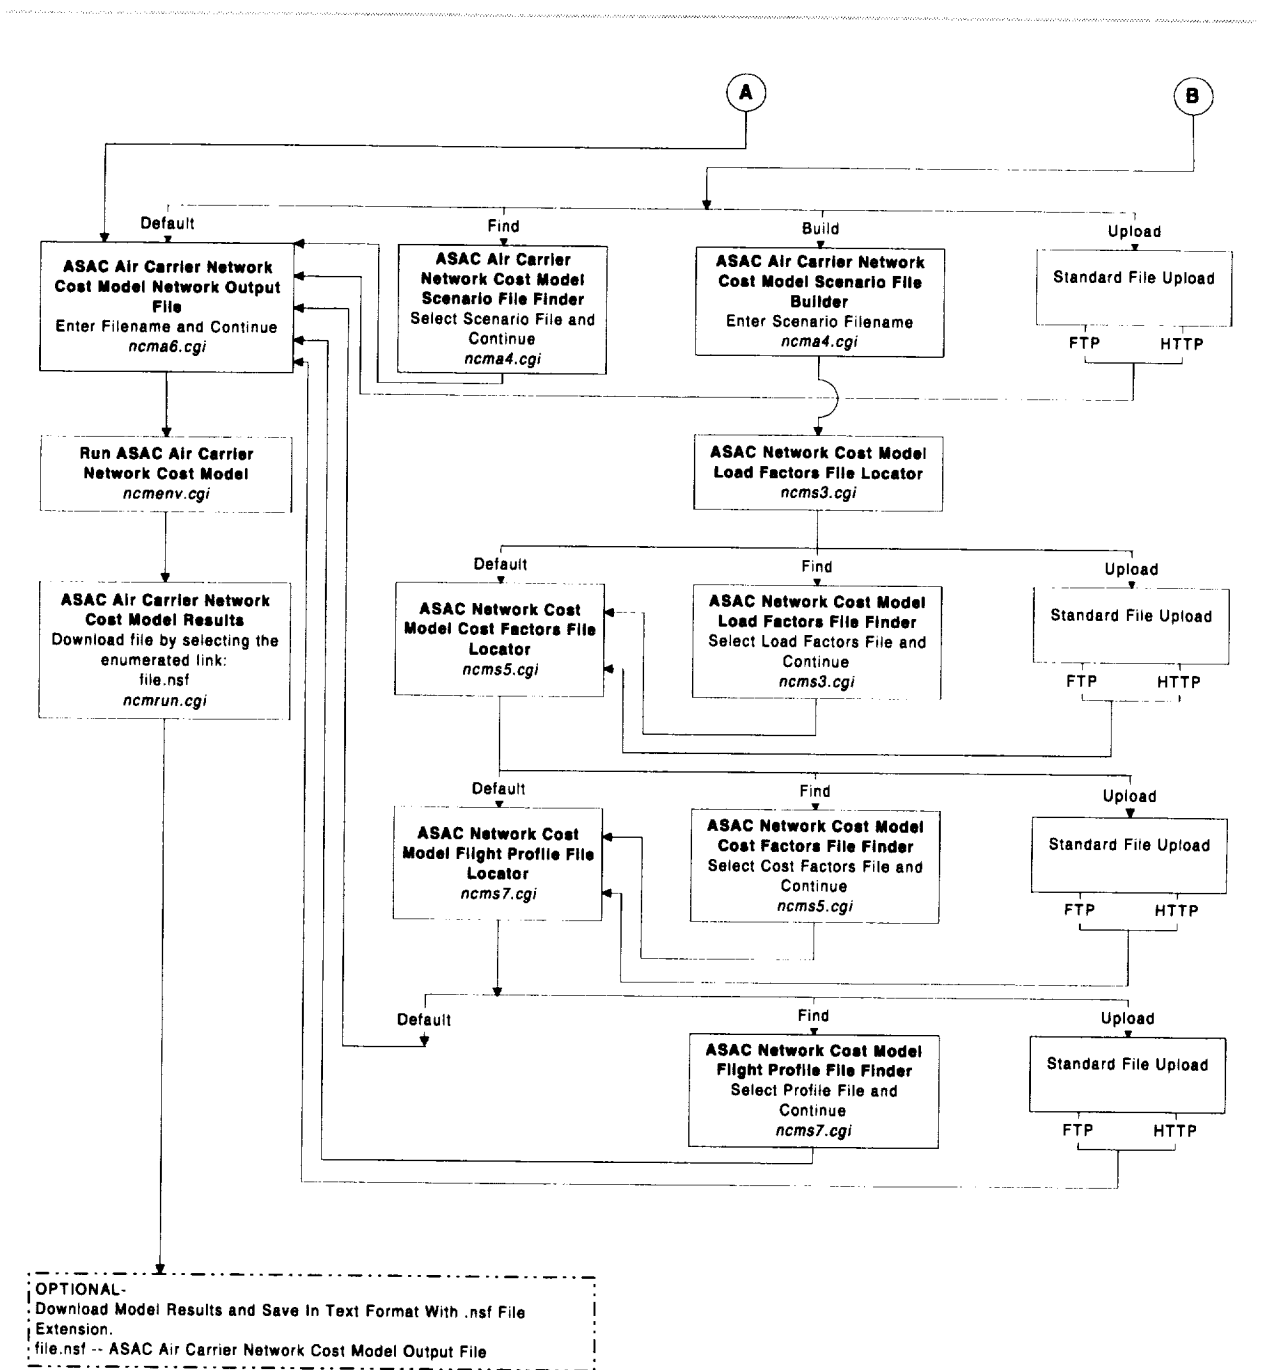 A
B
Default
Find
Build
Upload
ASAC Air Carrier Network
Cost Model Network Output
File
Enter Filename and Continue
ncma6.cgi
ASAC Air Carrier
Network Cost Model
Scenario File Finder
Select Scenario File and
Continue
ncma4.cgi
ASAC Air Carrier Network
Cost Model Scenario File
Builder
Enter Scenario Filename
ncma4.cgi
Standard File Upload
FTP
HTTP
Run ASAC Air Carrier
Network Cost Model
ncmenv.cgi
ASAC Network Cost Model
Load Factors File Locator
ncms3.cgi
Default
Find
Upload
ASAC Air Carrier Network
Cost Model Results
Download file by selecting the
enumerated link:
file.nsf
ncmrun.cgi
ASAC Network Cost
Model Cost Factors File
Locator
ncms5.cgi
ASAC Network Cost Model
Load Factors File Finder
Select Load Factors File and
Continue
ncms3.cgi
Standard File Upload
FTP
HTTP
Default
Find
Upload
ASAC Network Cost
Model Flight Profile File
Locator
ncms7.cgi
ASAC Network Cost Model
Cost Factors File Finder
Select Cost Factors File and
Continue
ncms5.cgi
Standard File Upload
FTP
HTTP
Default
Find
Upload
ASAC Network Cost Model
Flight Profile File Finder
Select Profile File and
Continue
ncms7.cgi
Standard File Upload
FTP
HTTP
OPTIONAL-
Download Model Results and Save In Text Format With .nsf File
Extension.
file.nsf -- ASAC Air Carrier Network Cost Model Output File